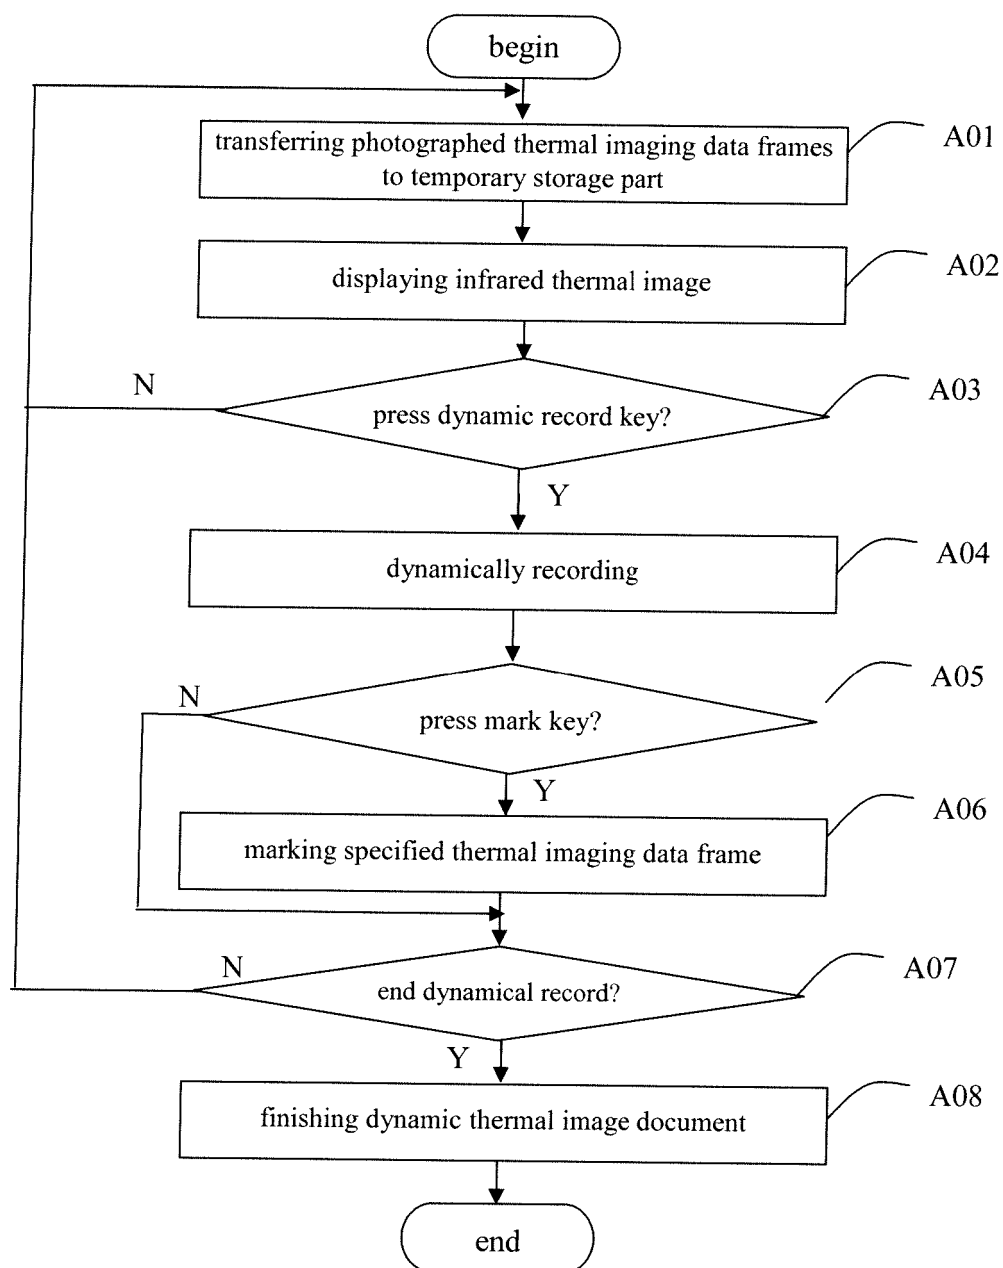 begin
transferring photographed thermal imaging data frames
to temporary storage part
A01
displaying infrared thermal image
A02
N
press dynamic record key?
A03
Y
dynamically recording
A04
N
press mark key?
A05
Y
marking specified thermal imaging data frame
A06
N
end dynamical record?
A07
Y
finishing dynamic thermal image document
A08
end